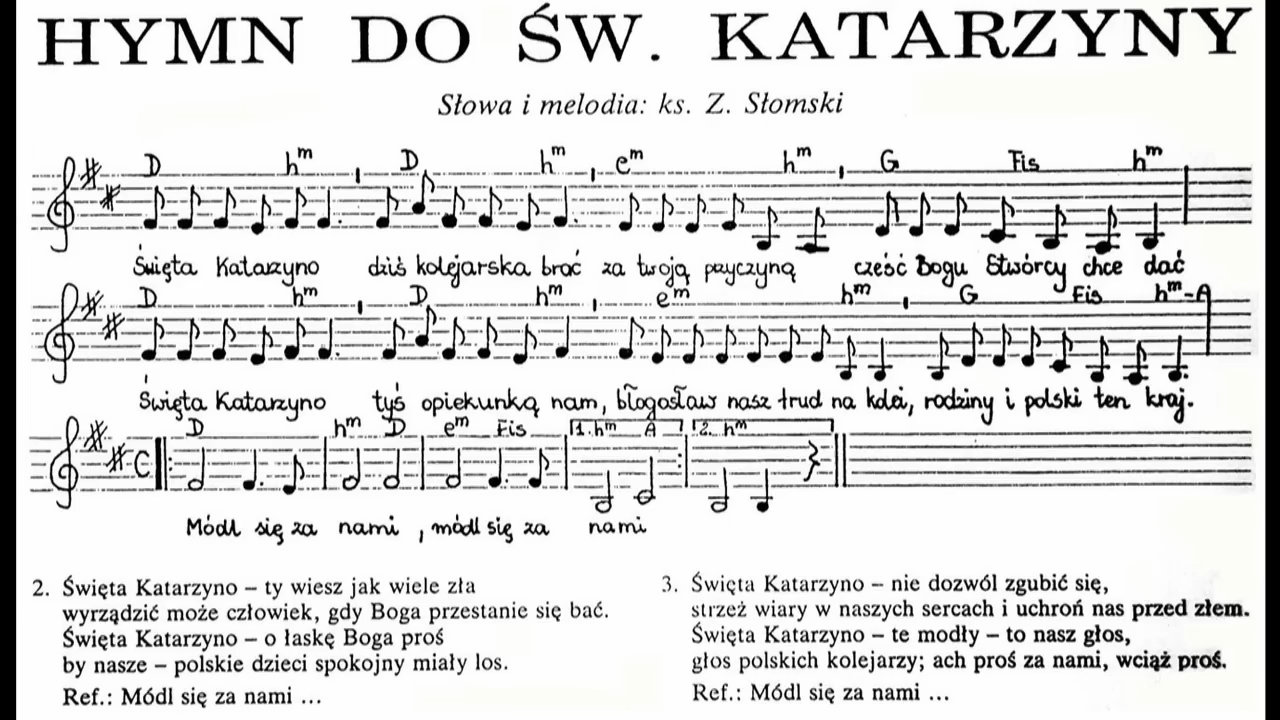 HYMN DO ŚW. KATARZYNY
Słowa i melodia: ks. Z. Słomski
D hm D hm em hm G Fis hm
Święta Katarzyno dziś kolejarska brać za twoją przyczyną cześć Bogu Stwórcy chce dać
D hm D hm em hm G Fis hm-A
Święta Katarzyno tyś opiekunką nam, błogosław nasz trud na kolei, rodziny i polski ten kraj.
D hm D em Fis 1. hm A 2. hm
C
Módl się za nami, módl się za nami
2. Święta Katarzyno – ty wiesz jak wiele zła
wyrządzić może człowiek, gdy Boga przestanie się bać.
Święta Katarzyno – o łaskę Boga proś
by nasze – polskie dzieci spokojny miały los.
Ref.: Módl się za nami ...
3. Święta Katarzyno – nie dozwól zgubić się,
strzeż wiary w naszych sercach i uchroń nas przed złem.
Święta Katarzyno – te modły – to nasz głos,
głos polskich kolejarzy; ach proś za nami, wciąż proś.
Ref.: Módl się za nami ...